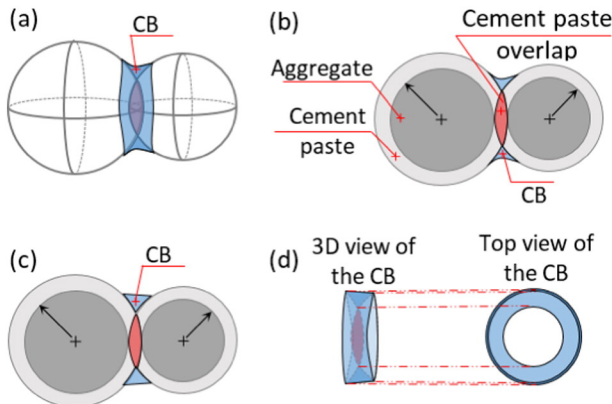 (a)
CB
(b)
Cement paste
overlap
Aggregate
Cement
paste
CB
(c)
CB
(d)
3D view of
the CB
Top view of
the CB